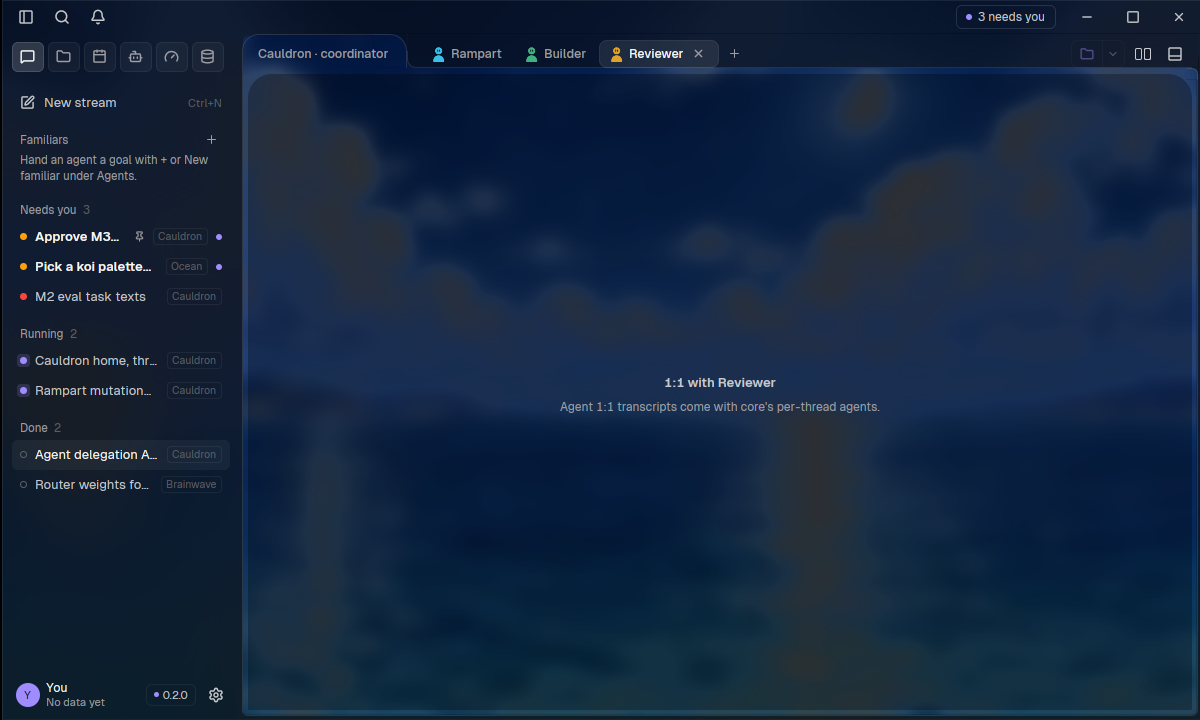 3 needs you
Cauldron · coordinator
Rampart
Builder
Reviewer
New stream
Ctrl+N
Familiars
Hand an agent a goal with + or New
familiar under Agents.
Needs you 3
Approve M3... Cauldron
Pick a koi palette... Ocean
M2 eval task texts Cauldron
Running 2
Cauldron home, thr... Cauldron
Rampart mutation... Cauldron
Done 2
Agent delegation A... Cauldron
Router weights fo... Brainwave
1:1 with Reviewer
Agent 1:1 transcripts come with core's per-thread agents.
Y
You
No data yet
0.2.0